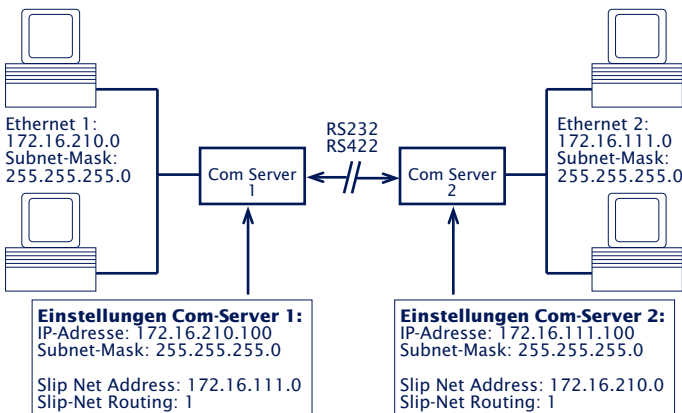 Ethernet 1:
172.16.210.0
Subnet-Mask:
255.255.255.0
Com Server
1
RS232
RS422
Com Server
2
Ethernet 2:
172.16.111.0
Subnet-Mask:
255.255.255.0
Einstellungen Com-Server 1:
IP-Adresse: 172.16.210.100
Subnet-Mask: 255.255.255.0
Slip Net Address: 172.16.111.0
Slip-Net Routing: 1
Einstellungen Com-Server 2:
IP-Adresse: 172.16.111.100
Subnet-Mask: 255.255.255.0
Slip Net Address: 172.16.210.0
Slip-Net Routing: 1